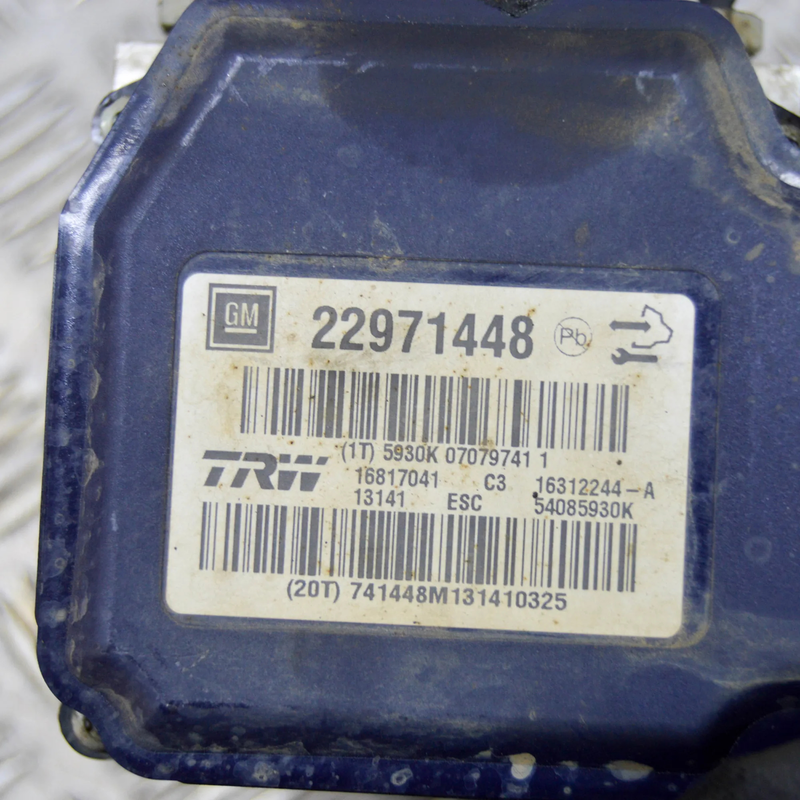 GM 22971448 Pb
(1T) 5930K 07079741 1
TRW 16817041 C3 16312244-A
13141 ESC 54085930K
(20T) 741448M131410325